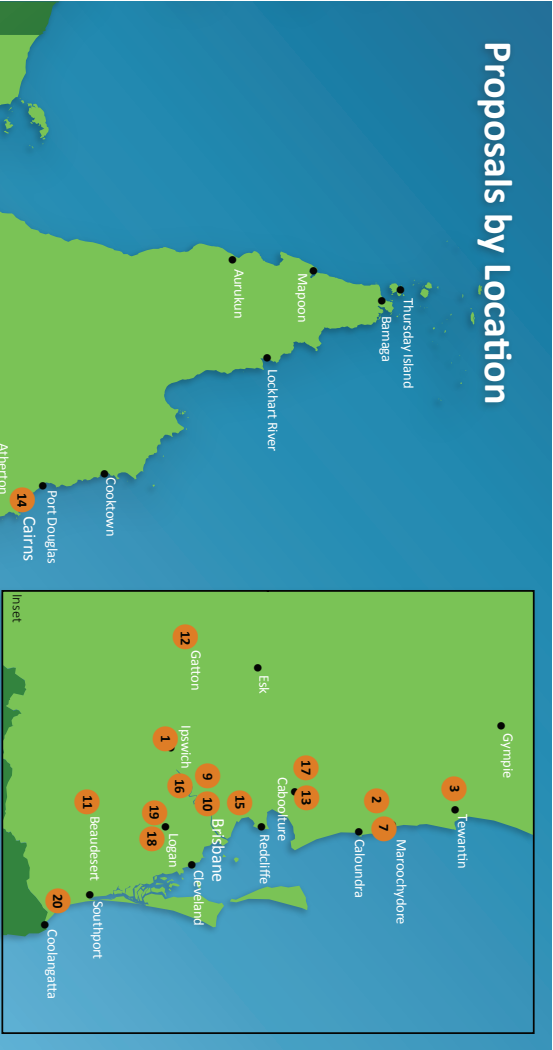 Proposals by Location
Thursday Island
Bamaga
Mapoon
Aurukun
Lockhart River
Cooktown
Port Douglas
14
Cairns
Atherton
Gympie
3
Tewantin
2
7
Maroochydore
Caloundra
17
13
Caboolture
Esk
Redcliffe
15
9
10
Brisbane
12
Gatton
Ipswich
1
16
Cleveland
19
18
Logan
11
Beaudesert
Southport
20
Coolangatta
Inset